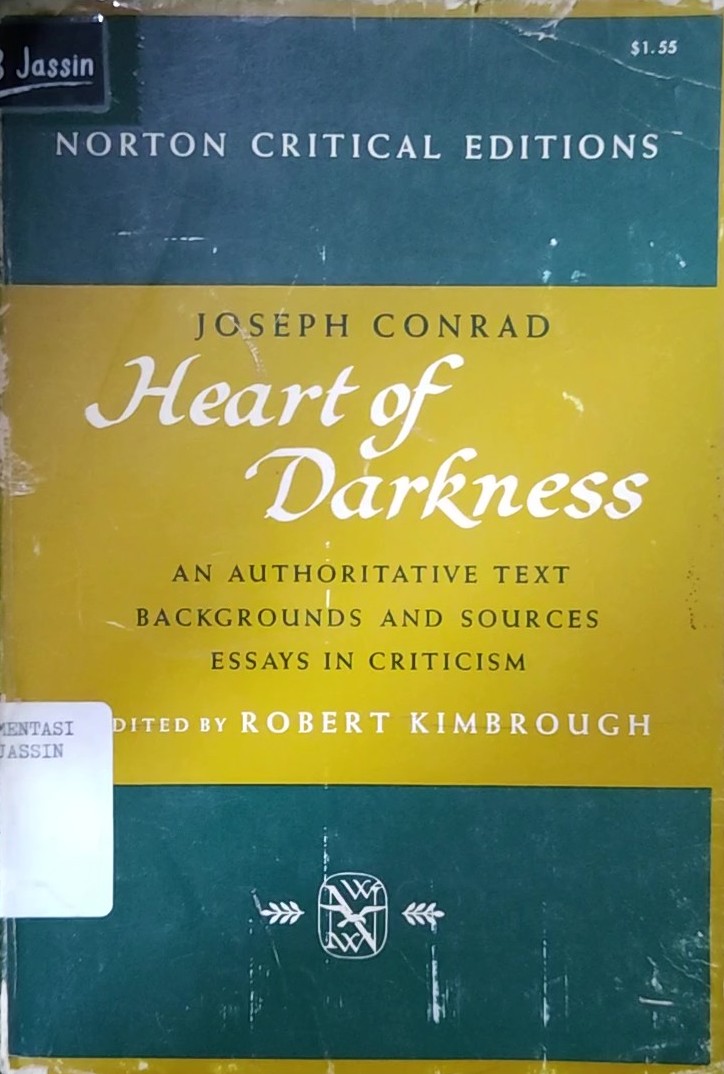 Jassin
$1.55
NORTON CRITICAL EDITIONS
JOSEPH CONRAD
Heart of
Darkness
AN AUTHORITATIVE TEXT
BACKGROUNDS AND SOURCES
ESSAYS IN CRITICISM
DITED BY ROBERT KIMBROUGH
MENTASI
JASSIN